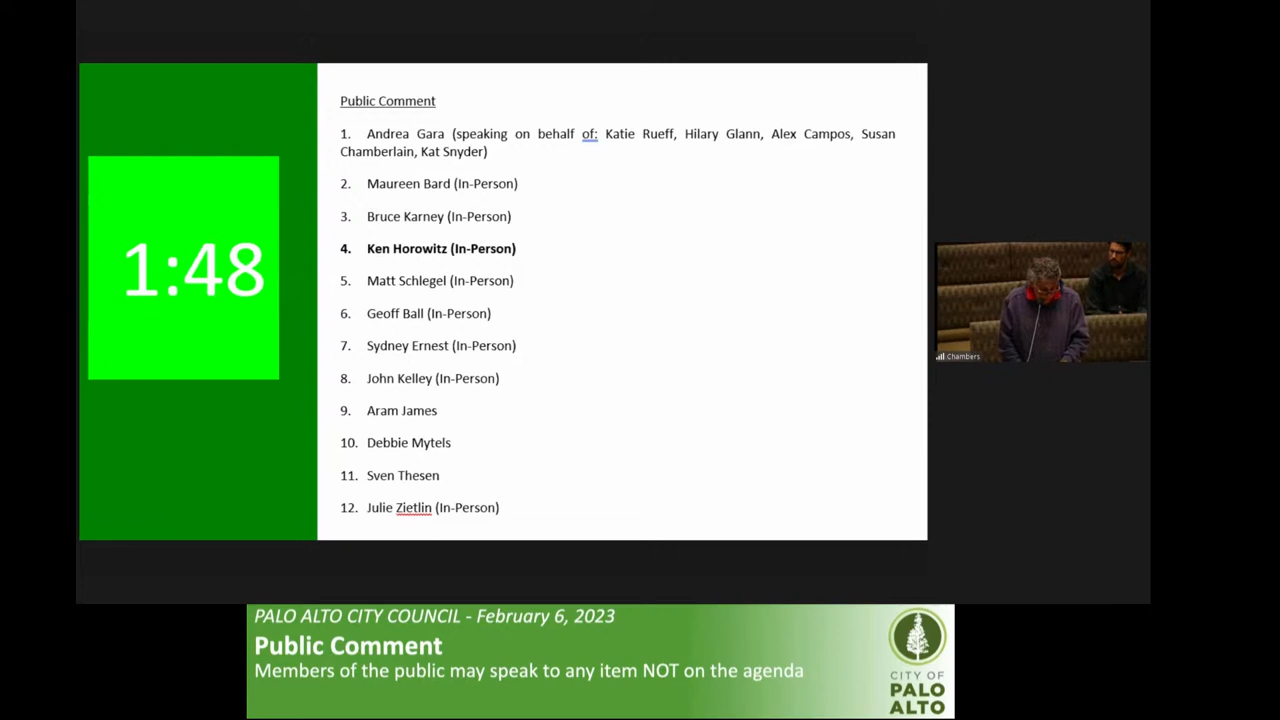 Public Comment
1. Andrea Gara (speaking on behalf of: Katie Rueff, Hilary Glann, Alex Campos, Susan
Chamberlain, Kat Snyder)
2. Maureen Bard (In-Person)
3. Bruce Karney (In-Person)
4. Ken Horowitz (In-Person)
5. Matt Schlegel (In-Person)
6. Geoff Ball (In-Person)
7. Sydney Ernest (In-Person)
8. John Kelley (In-Person)
9. Aram James
10. Debbie Mytels
11. Sven Thesen
12. Julie Zietlin (In-Person)
1:48
Chambers
PALO ALTO CITY COUNCIL - February 6, 2023
Public Comment
Members of the public may speak to any item NOT on the agenda
CITY OF
PALO
ALTO